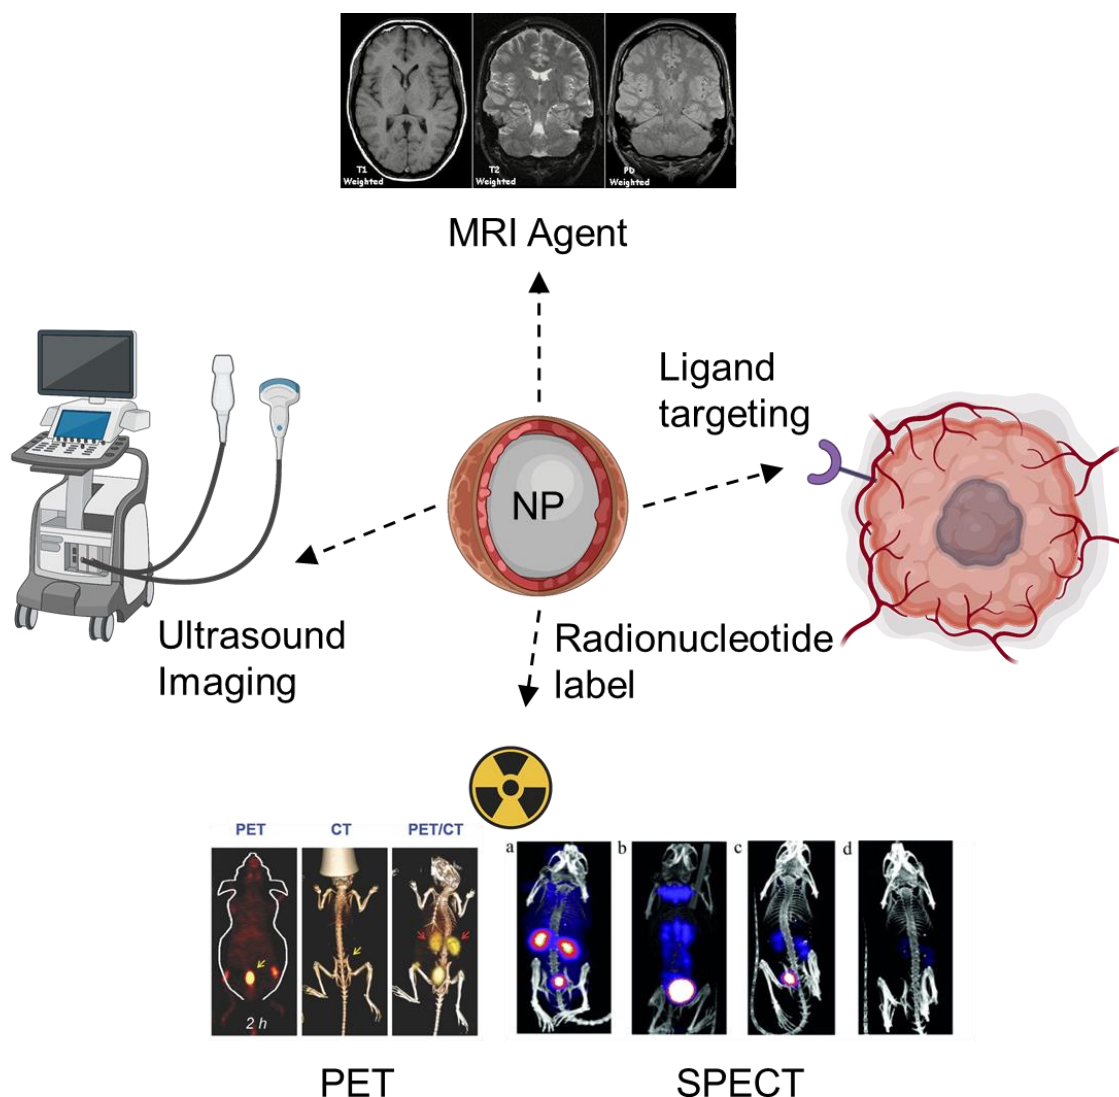 T1
Weighted
T2
Weighted
PD
Weighted
MRI Agent
Ligand
targeting
NP
Ultrasound
Imaging
Radionucleotide
label
PET
CT
PET/CT
2 h
a
b
c
d
PET
SPECT